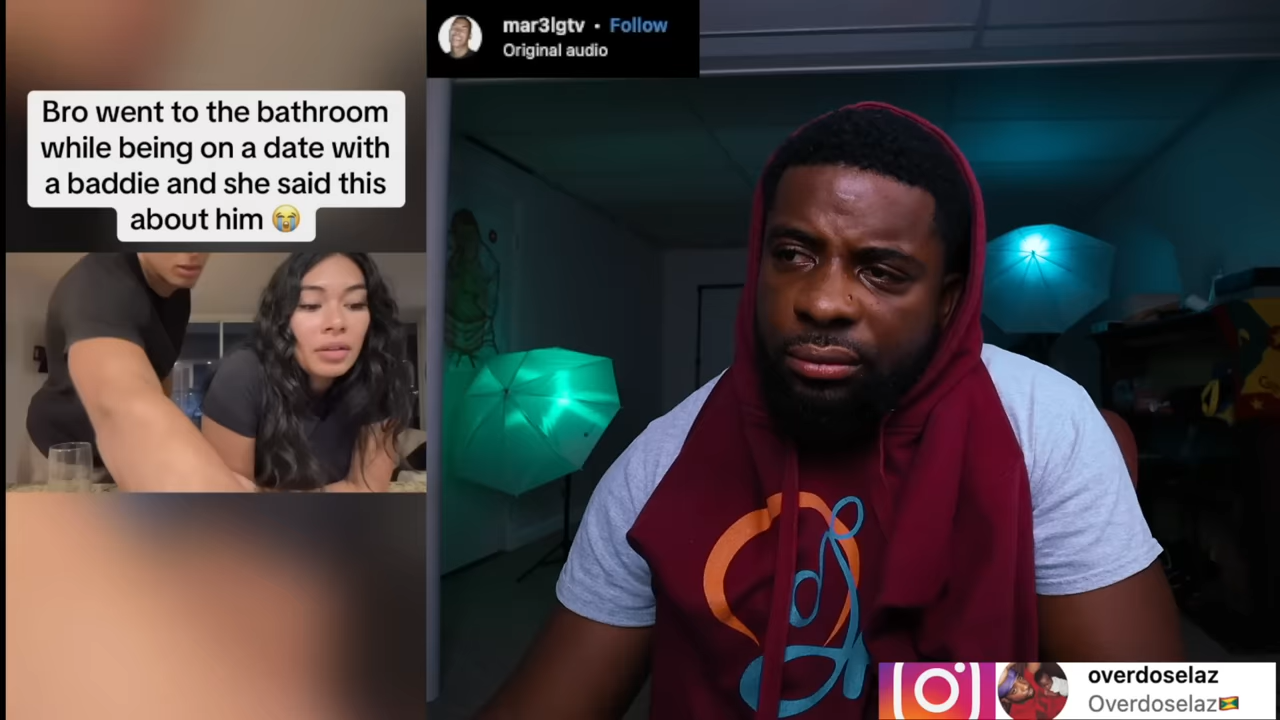 mar3lgtv • Follow
Original audio
Bro went to the bathroom
while being on a date with
a baddie and she said this
about him 😭
overdoselaz
Overdoselaz🇬🇩